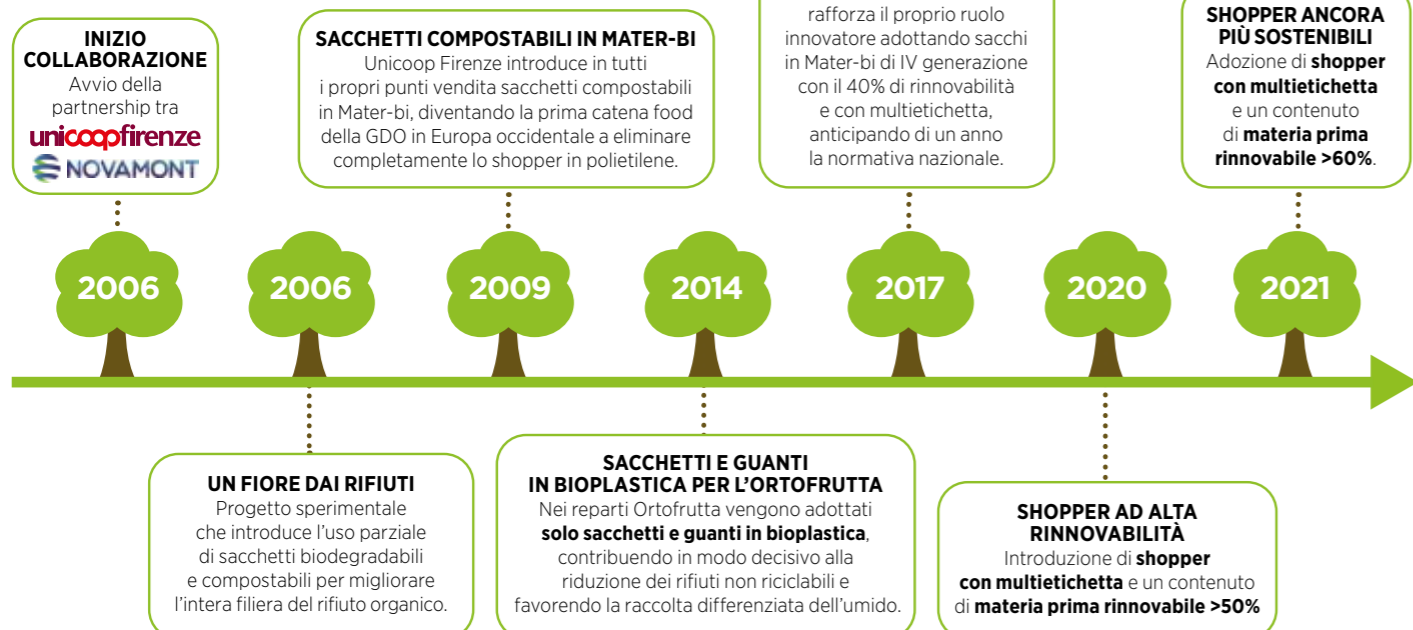 INIZIO
COLLABORAZIONE
Avvio della
partnership tra
unicoopfirenze
NOVAMONT
SACCHETTI COMPOSTABILI IN MATER-BI
Unicoop Firenze introduce in tutti
i propri punti vendita sacchetti compostabili
in Mater-bi, diventando la prima catena food
della GDO in Europa occidentale a eliminare
completamente lo shopper in polietilene.
rafforza il proprio ruolo
innovatore adottando sacchi
in Mater-bi di IV generazione
con il 40% di rinnovabilità
e con multietichetta,
anticipando di un anno
la normativa nazionale.
SHOPPER ANCORA
PIÙ SOSTENIBILI
Adozione di shopper
con multietichetta
e un contenuto
di materia prima
rinnovabile >60%.
2006
2006
2009
2014
2017
2020
2021
UN FIORE DAI RIFIUTI
Progetto sperimentale
che introduce l'uso parziale
di sacchetti biodegradabili
e compostabili per migliorare
l'intera filiera del rifiuto organico.
SACCHETTI E GUANTI
IN BIOPLASTICA PER L'ORTOFRUTTA
Nei reparti Ortofrutta vengono adottati
solo sacchetti e guanti in bioplastica,
contribuendo in modo decisivo alla
riduzione dei rifiuti non riciclabili e
favorendo la raccolta differenziata dell'umido.
SHOPPER AD ALTA
RINNOVABILITÀ
Introduzione di shopper
con multietichetta e un contenuto
di materia prima rinnovabile >50%